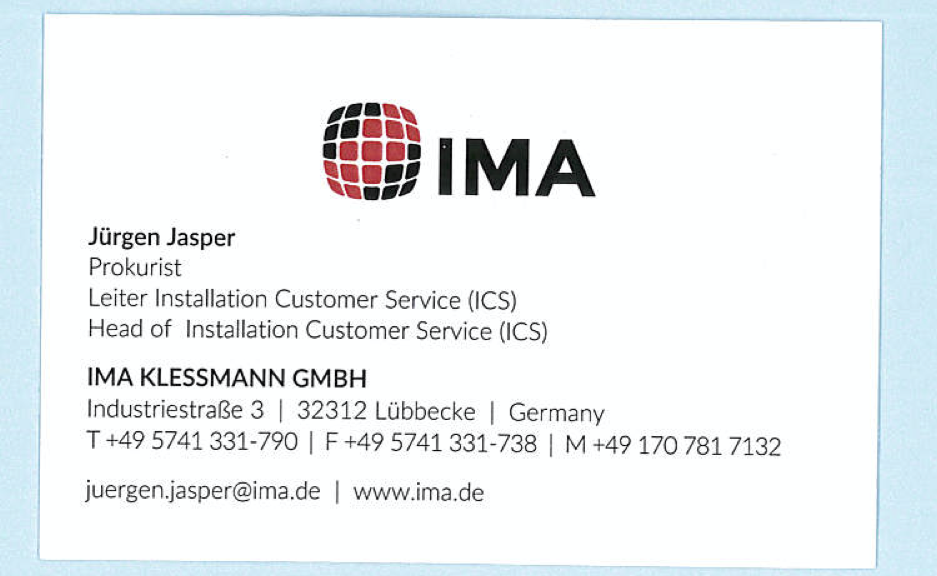 IMA
Jürgen Jasper
Prokurist
Leiter Installation Customer Service (ICS)
Head of Installation Customer Service (ICS)
IMA KLESSMANN GMBH
Industriestraße 3 | 32312 Lübbecke | Germany
T +49 5741 331-790 | F +49 5741 331-738 | M +49 170 781 7132
juergen.jasper@ima.de | www.ima.de